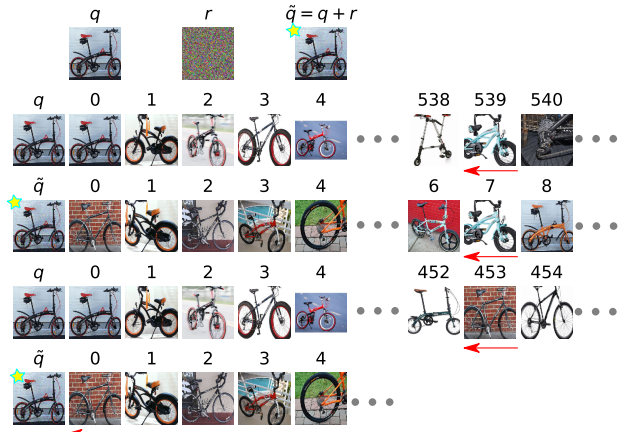 q r q̃ = q + r
q 0 1 2 3 4 538 539 540
q̃ 0 1 2 3 4 6 7 8
q 0 1 2 3 4 452 453 454
q̃ 0 1 2 3 4